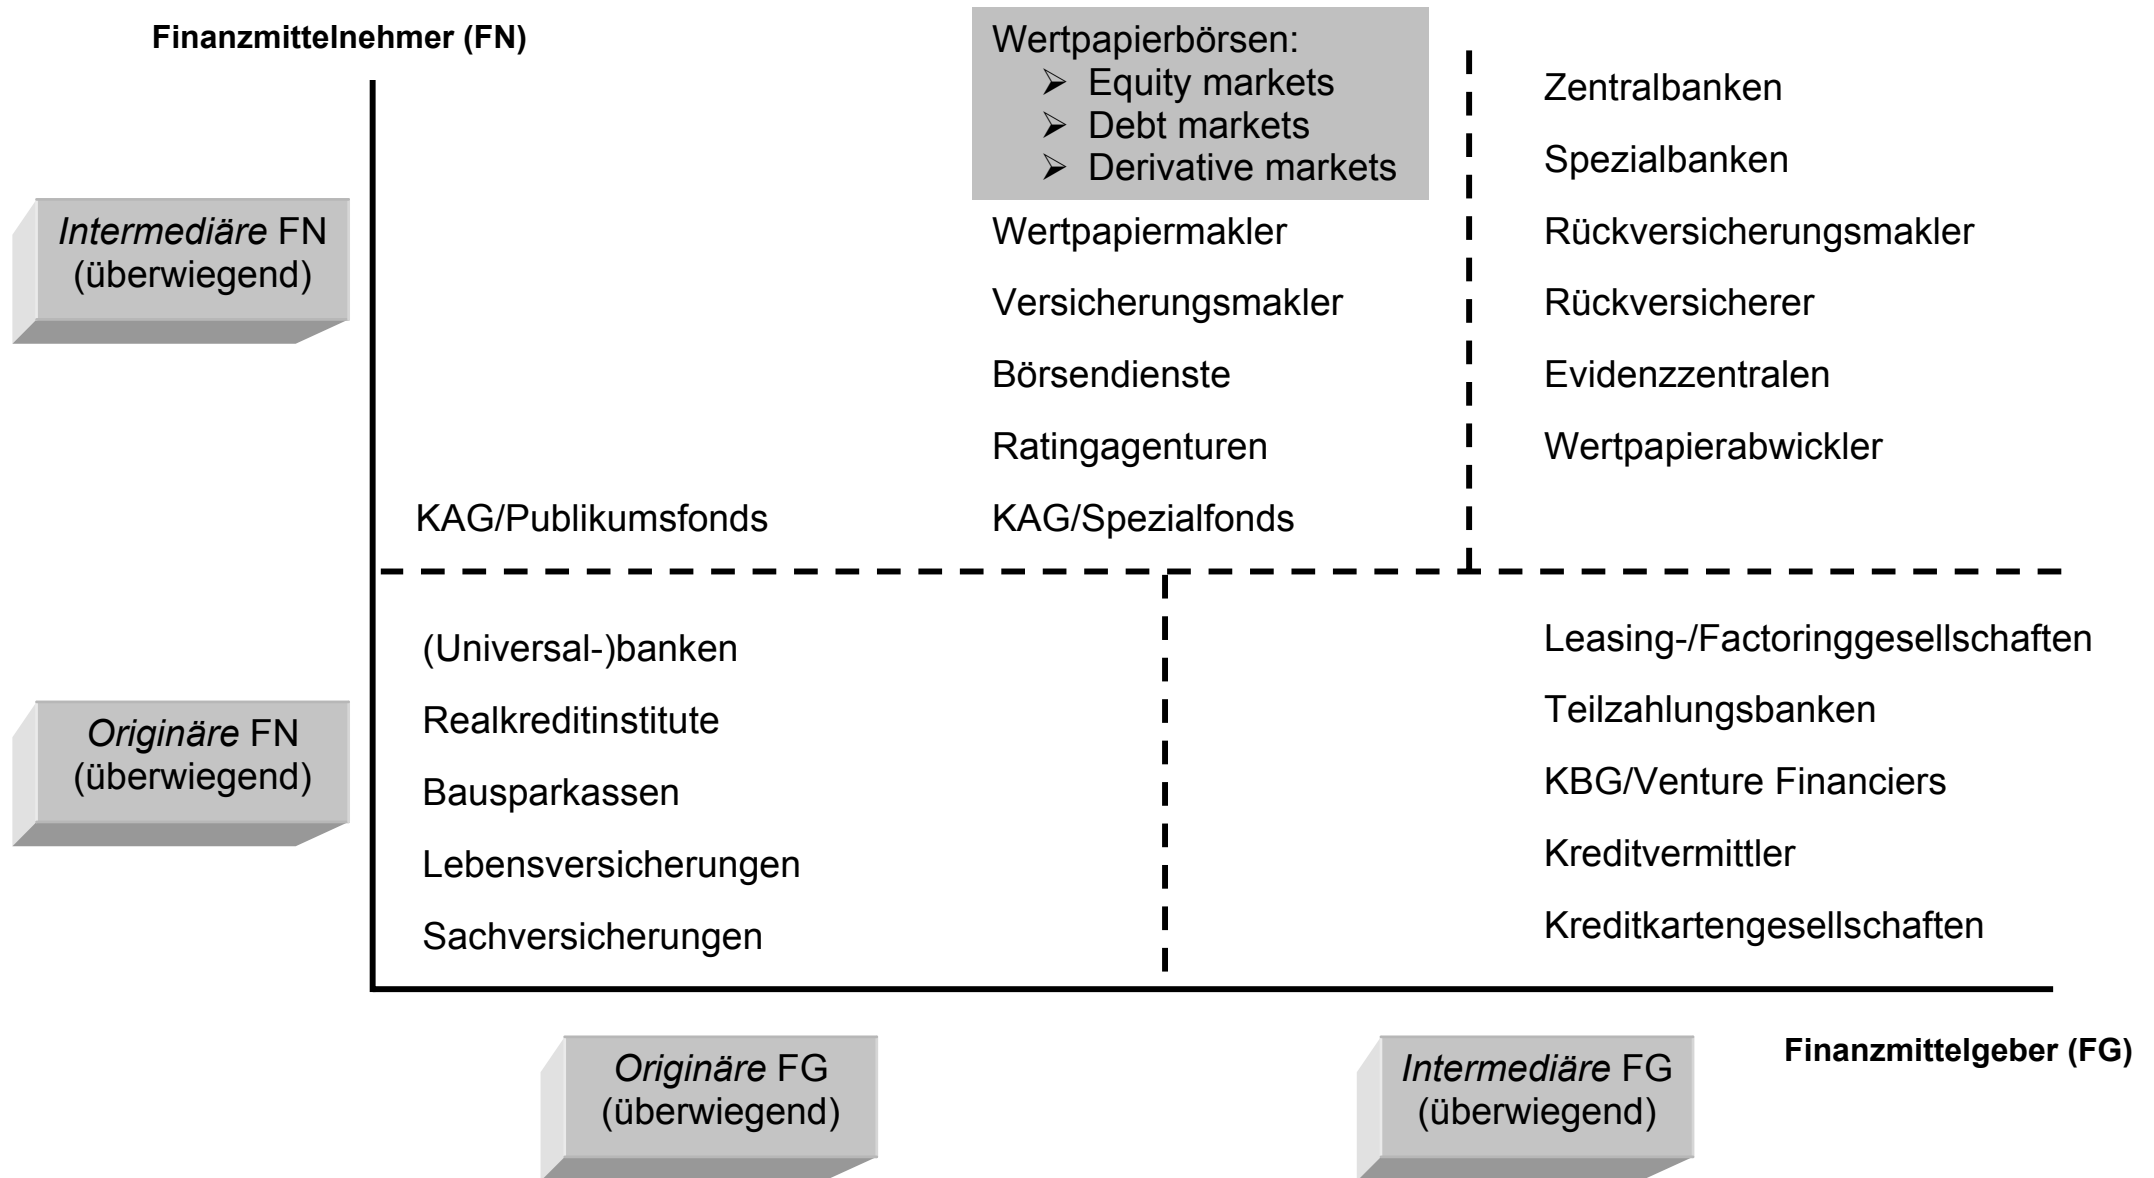 Finanzmittelnehmer (FN)
Wertpapierbörsen:
➢ Equity markets
➢ Debt markets
➢ Derivative markets
Zentralbanken
Spezialbanken
Intermediäre FN
(überwiegend)
Wertpapiermakler
Rückversicherungsmakler
Versicherungsmakler
Rückversicherer
Börsendienste
Evidenzzentralen
Ratingagenturen
Wertpapierabwickler
KAG/Publikumsfonds
KAG/Spezialfonds
Originäre FN
(überwiegend)
(Universal-)banken
Realkreditinstitute
Bausparkassen
Lebensversicherungen
Sachversicherungen
Leasing-/Factoringgesellschaften
Teilzahlungsbanken
KBG/Venture Financiers
Kreditvermittler
Kreditkartengesellschaften
Originäre FG
(überwiegend)
Intermediäre FG
(überwiegend)
Finanzmittelgeber (FG)